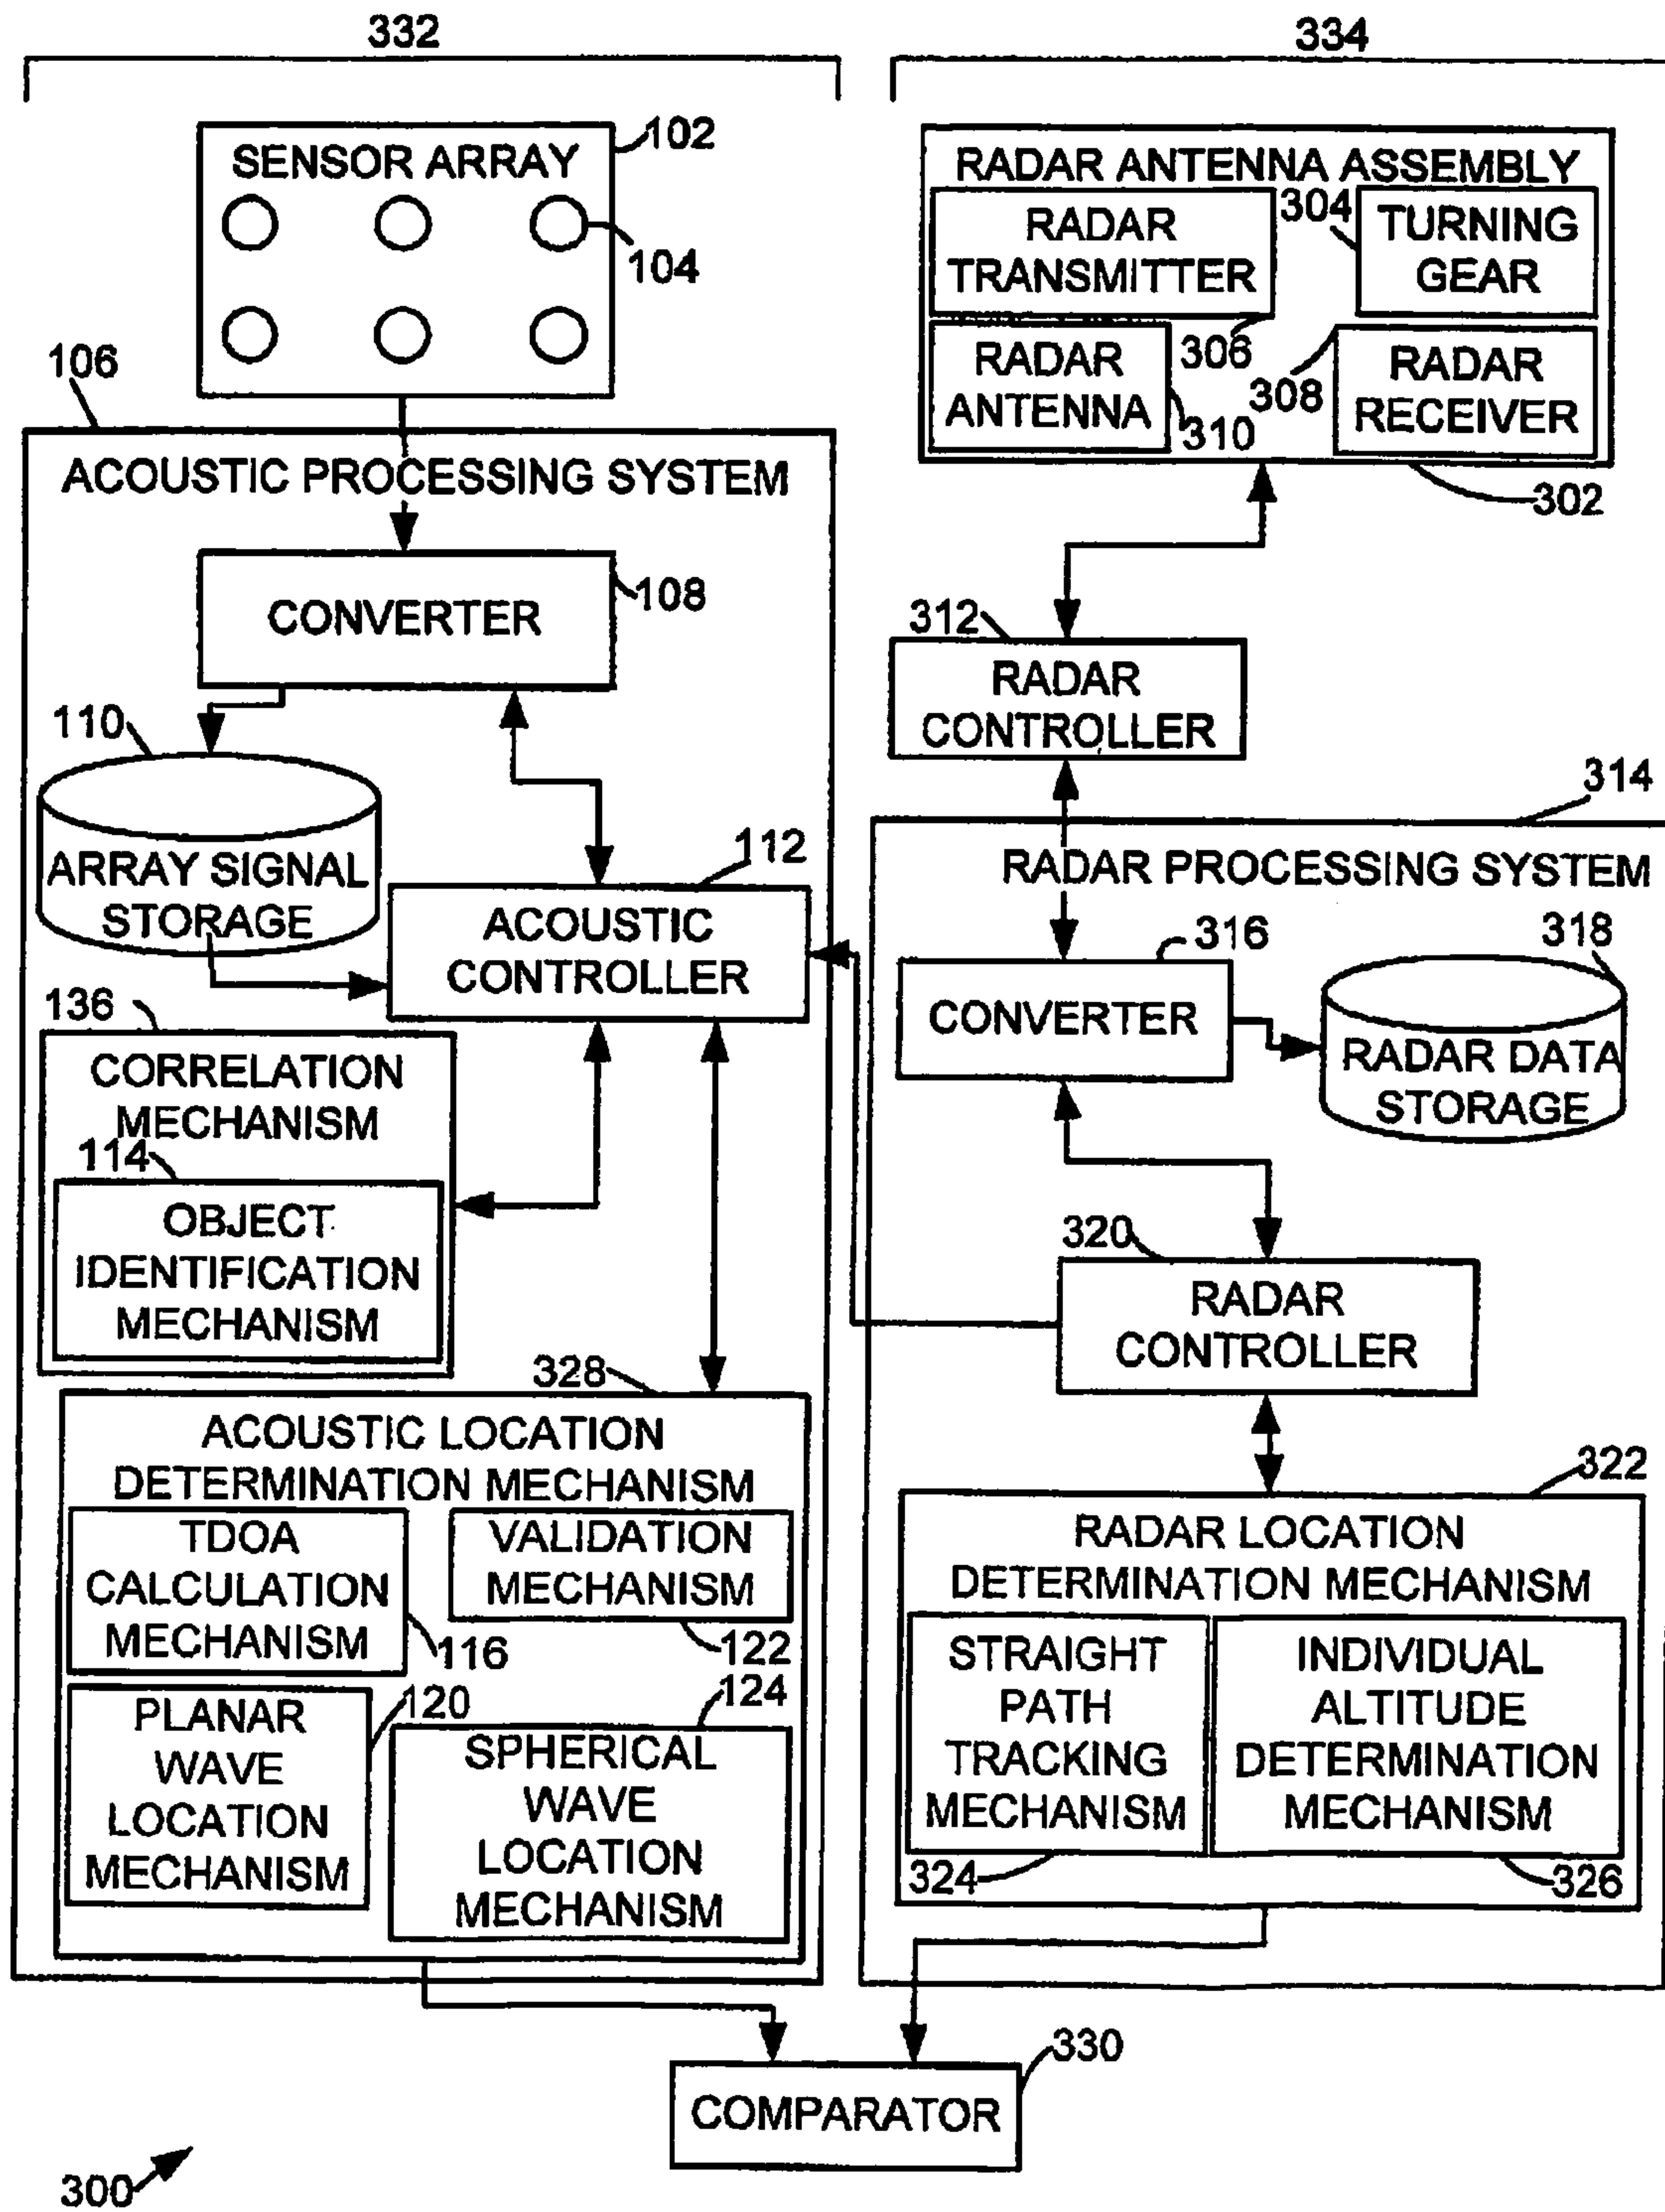 332
334
102
SENSOR ARRAY
104
106
ACOUSTIC PROCESSING SYSTEM
CONVERTER
108
110
ARRAY SIGNAL
STORAGE
112
ACOUSTIC
CONTROLLER
136
CORRELATION
MECHANISM
114
OBJECT
IDENTIFICATION
MECHANISM
328
ACOUSTIC LOCATION
DETERMINATION MECHANISM
TDOA
CALCULATION
MECHANISM
116
VALIDATION
MECHANISM
122
PLANAR
WAVE
LOCATION
MECHANISM
120
124
SPHERICAL
WAVE
LOCATION
MECHANISM
RADAR ANTENNA ASSEMBLY
RADAR
TRANSMITTER
306
304
TURNING
GEAR
RADAR
ANTENNA
310
308
RADAR
RECEIVER
302
312
RADAR
CONTROLLER
314
RADAR PROCESSING SYSTEM
316
CONVERTER
318
RADAR DATA
STORAGE
320
RADAR
CONTROLLER
322
RADAR LOCATION
DETERMINATION MECHANISM
STRAIGHT
PATH
TRACKING
MECHANISM
324
INDIVIDUAL
ALTITUDE
DETERMINATION
MECHANISM
326
330
COMPARATOR
300